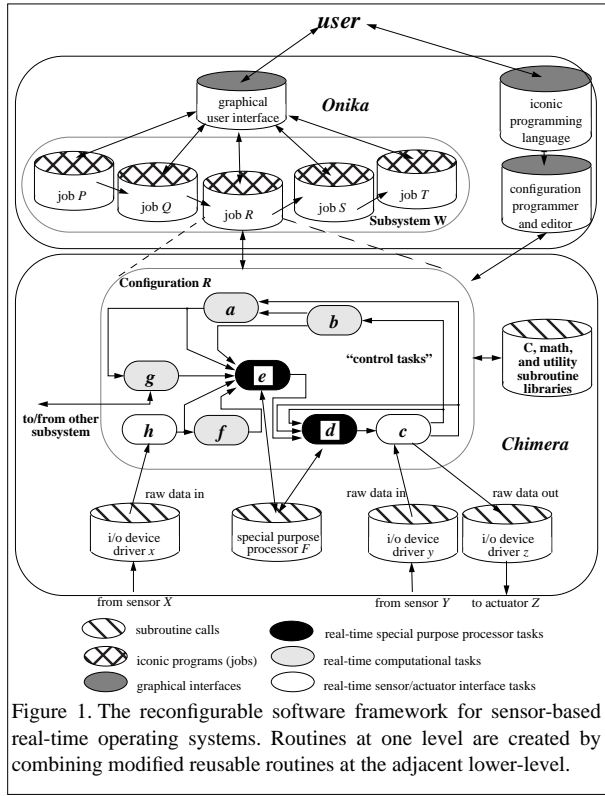 user
Onika
graphical
user interface
iconic
programming
language
job P
job Q
job R
job S
job T
Subsystem W
configuration
programmer
and editor
Configuration R
a
b
“control tasks”
C, math,
and utility
subroutine
libraries
g
e
to/from other
subsystem
h
f
d
c
Chimera
raw data in
raw data in
raw data out
i/o device
driver x
special purpose
processor F
i/o device
driver y
i/o device
driver z
from sensor X
from sensor Y
to actuator Z
subroutine calls
real-time special purpose processor tasks
iconic programs (jobs)
real-time computational tasks
graphical interfaces
real-time sensor/actuator interface tasks
Figure 1. The reconfigurable software framework for sensor-based
real-time operating systems. Routines at one level are created by
combining modified reusable routines at the adjacent lower-level.